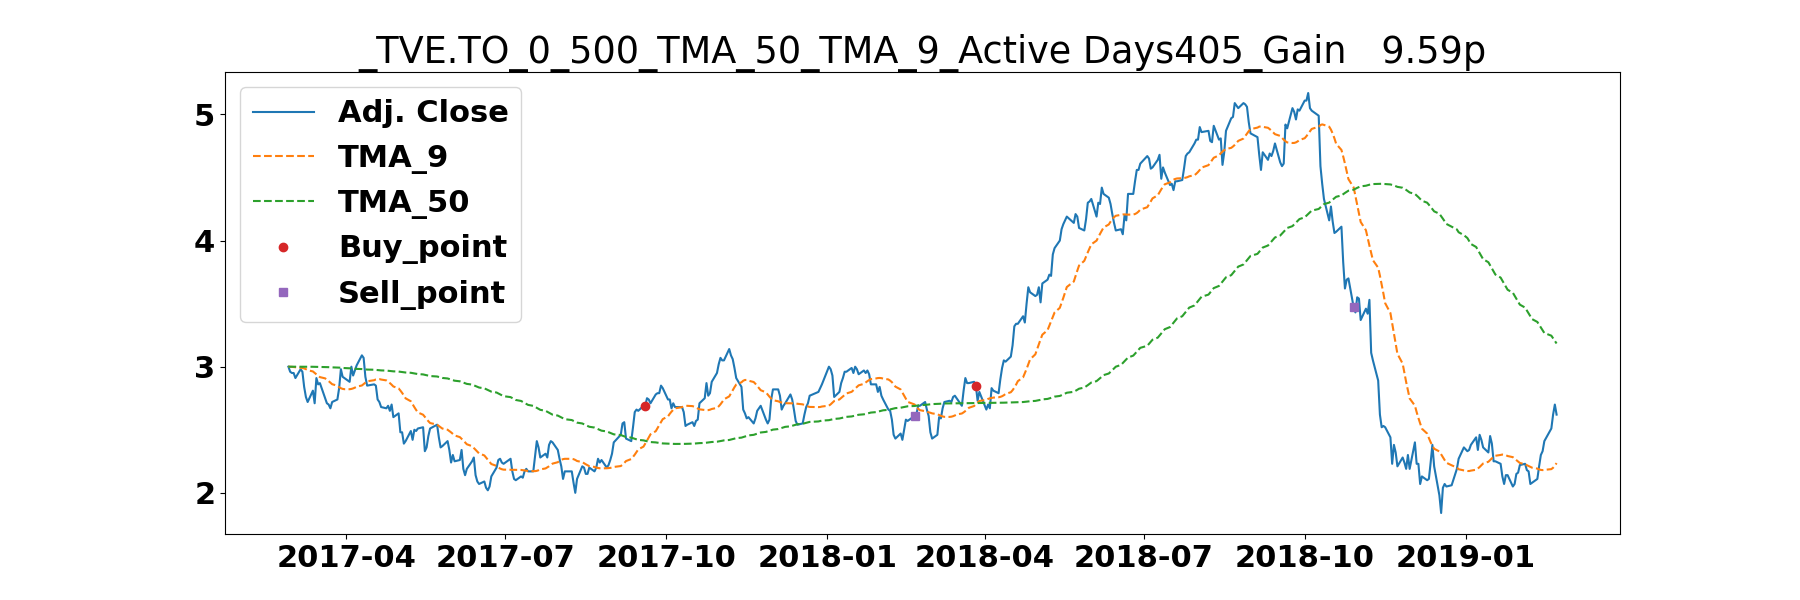 _TVE.TO_0_500_TMA_50_TMA_9_Active Days405_Gain   9.59p
Adj. Close
TMA_9
TMA_50
Buy_point
Sell_point
5
4
3
2
2017-04 2017-07 2017-10 2018-01 2018-04 2018-07 2018-10 2019-01